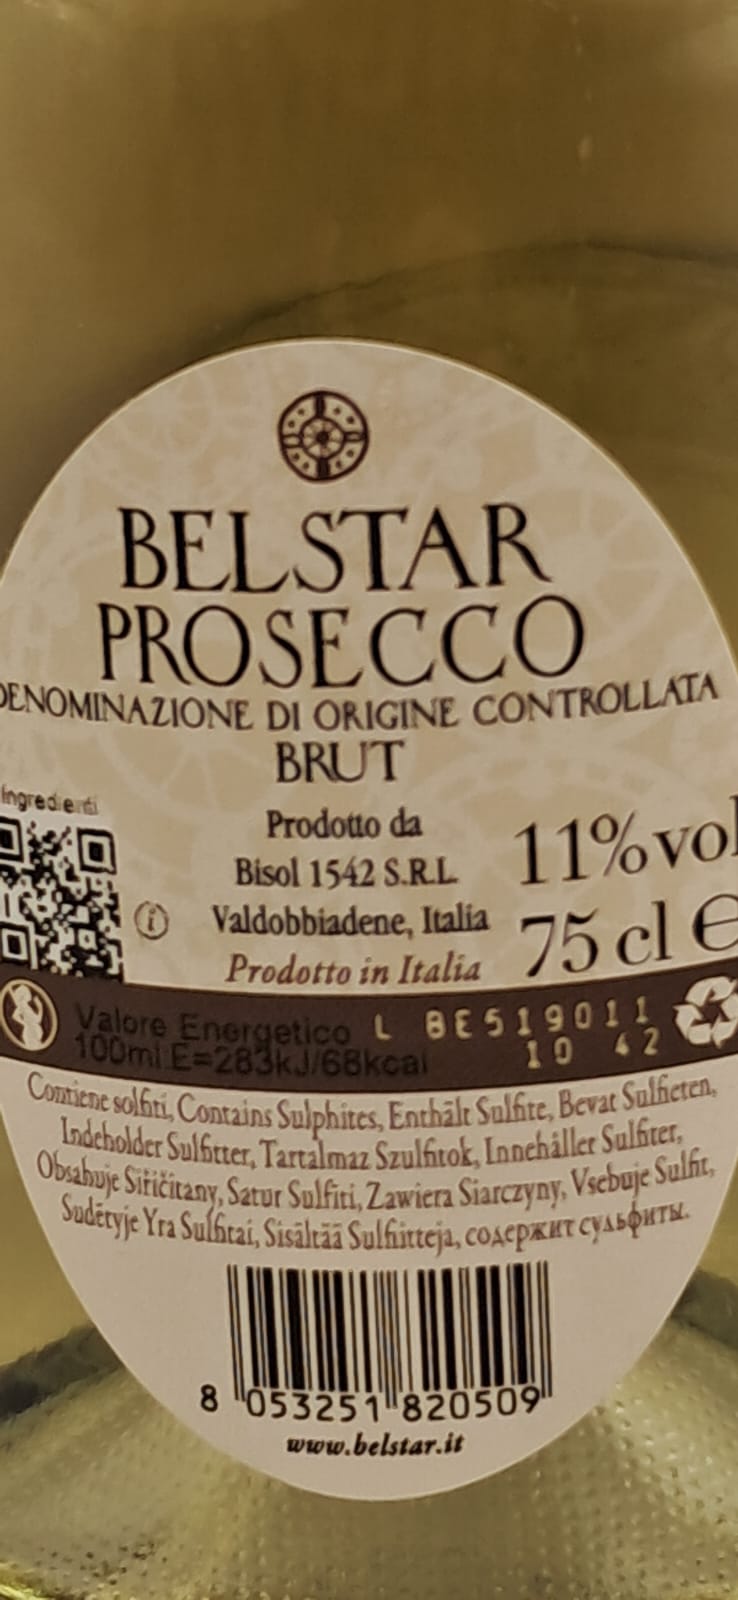 BELSTAR
PROSECCO
DENOMINAZIONE DI ORIGINE CONTROLLATA
BRUT
Ingredienti
Prodotto da
Bisol 1542 S.R.L.
Valdobbiadene, Italia
Prodotto in Italia
11% vol
75 cl e
Valore Energetico
100ml:E=283kJ/68kcal
L BE519011
10 42
Contiene solfiti, Contains Sulphites, Enthält Sulfite, Bevat Sulfieten,
Indeholder Sulfitter, Tartalmaz Szulfitok, Innehåller Sulfiter,
Obsahuje Siřičitany, Satur Sulfiti, Zawiera Siarczyny, Vsebuje Sulfit,
Sudėtyje Yra Sulfitai, Sisältää Sulfiitteja, содержит сульфиты.
8 053251 820509
www.belstar.it